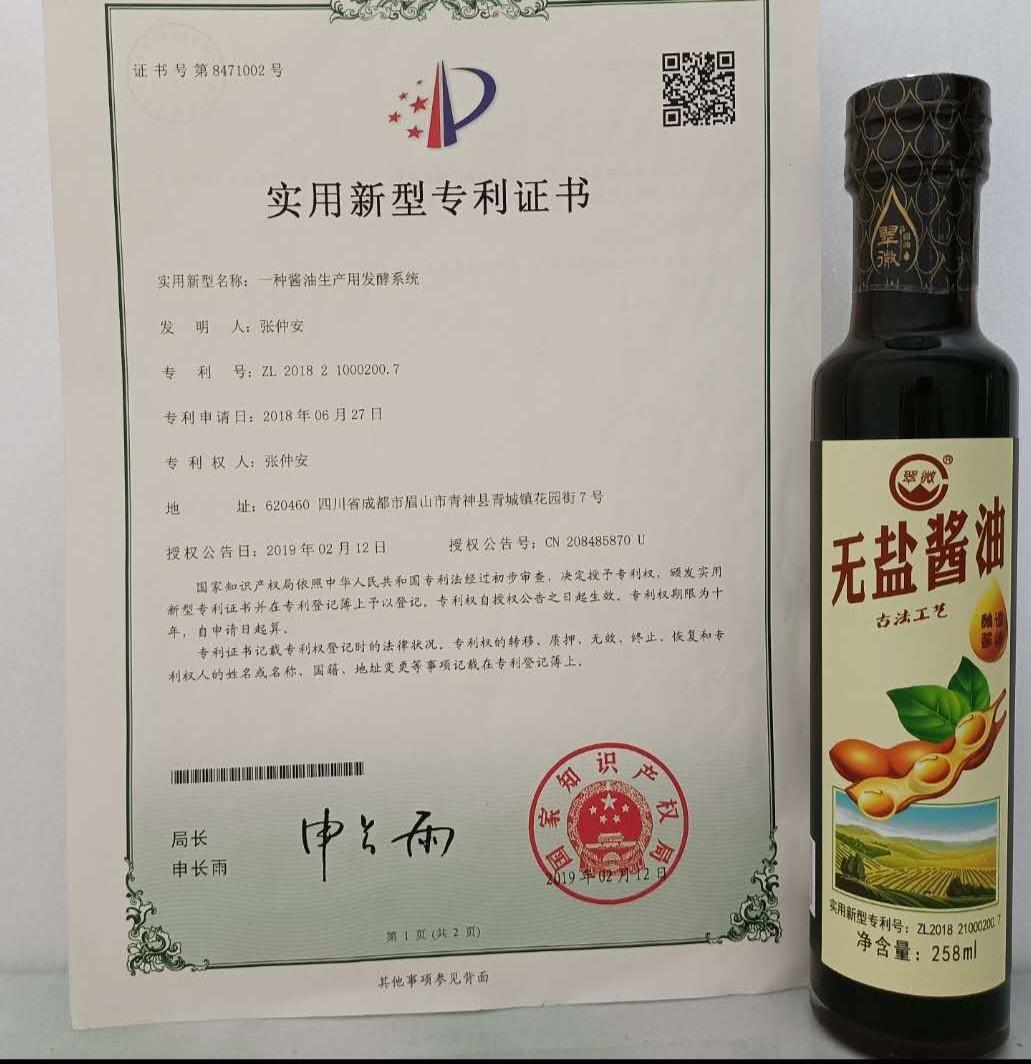 证书号第8471002号
实用新型专利证书
实用新型名称：一种酱油生产用发酵系统
发明人：张仲安
专利号：ZL 2018 2 1000200.7
专利申请日：2018年06月27日
专利权人：张仲安
地址：620460 四川省成都市眉山市青神县青城镇花园街7号
授权公告日：2019年02月12日 授权公告号：CN 208485870 U
国家知识产权局依照中华人民共和国专利法经过初步审查，决定授予专利权，颁发实用
新型专利证书并在专利登记簿上予以登记。专利权自授权公告之日起生效。专利权期限为十
年，自申请日起算。
专利证书记载专利权登记时的法律状况。专利权的转移、质押、无效、终止、恢复和专
利权人的姓名或名称、国籍、地址变更等事项记载在专利登记簿上。
局长
申长雨
申长雨
国家知识产权局
2019年02月12日
第1页(共2页)
其他事项参见背面
翠微
翠微®
无盐酱油
古法工艺
实用新型专利号：ZL2018 21000200.7
净含量：258ml